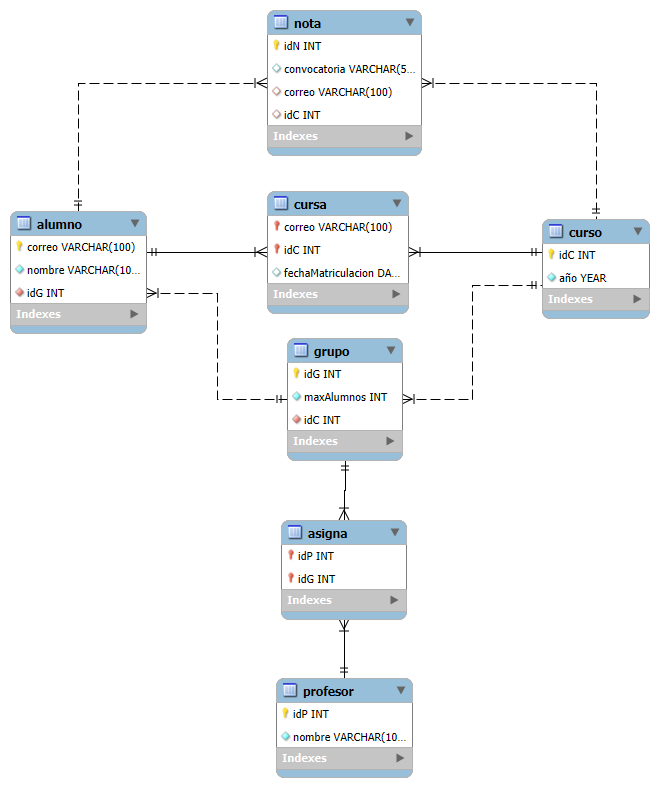 nota
idN INT
convocatoria VARCHAR(5...
correo VARCHAR(100)
idC INT
Indexes
alumno
correo VARCHAR(100)
nombre VARCHAR(10...
idG INT
Indexes
cursa
correo VARCHAR(100)
idC INT
fechaMatriculacion DA...
Indexes
curso
idC INT
año YEAR
Indexes
grupo
idG INT
maxAlumnos INT
idC INT
Indexes
asigna
idP INT
idG INT
Indexes
profesor
idP INT
nombre VARCHAR(10...
Indexes